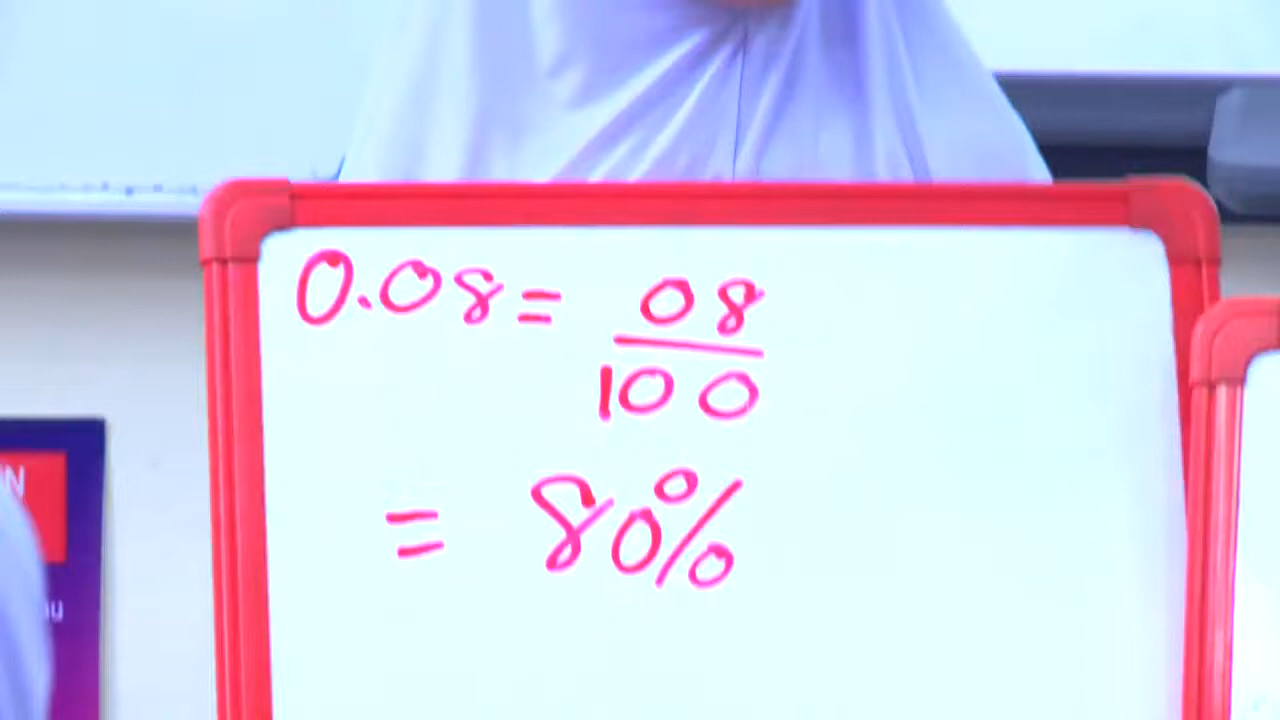 0.08 = 08/100
= 80%
N
u